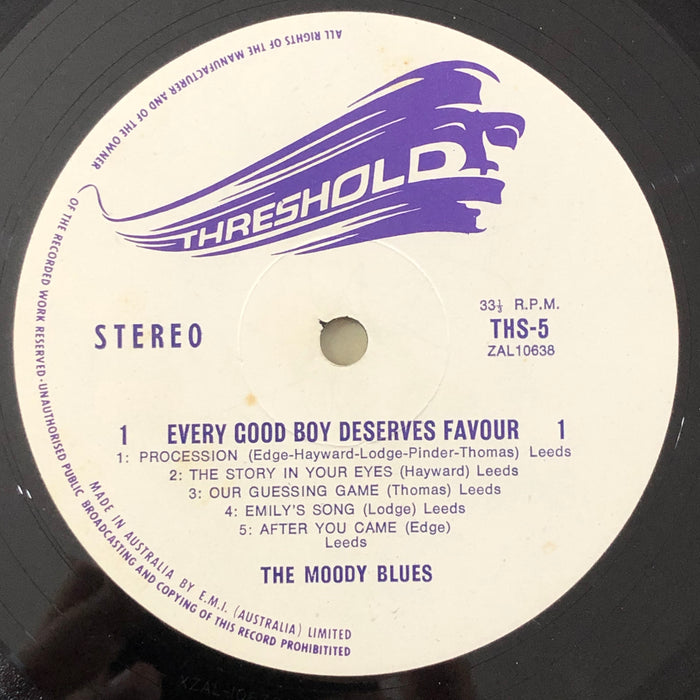 ALL RIGHTS OF THE MANUFACTURER AND OF THE OWNER
OF THE RECORDED WORK RESERVED·UNAUTHORISED PUBLIC BROADCASTING AND COPYING OF THIS RECORD PROHIBITITED
THRESHOLD
STEREO
33⅓ R.P.M.
THS-5
ZAL10638
1 EVERY GOOD BOY DESERVES FAVOUR 1
1: PROCESSION (Edge-Hayward-Lodge-Pinder-Thomas) Leeds
2: THE STORY IN YOUR EYES (Hayward) Leeds
3: OUR GUESSING GAME (Thomas) Leeds
4: EMILY'S SONG (Lodge) Leeds
5: AFTER YOU CAME (Edge)
Leeds
THE MOODY BLUES
MADE IN AUSTRALIA BY E.M.I. (AUSTRALIA) LIMITED